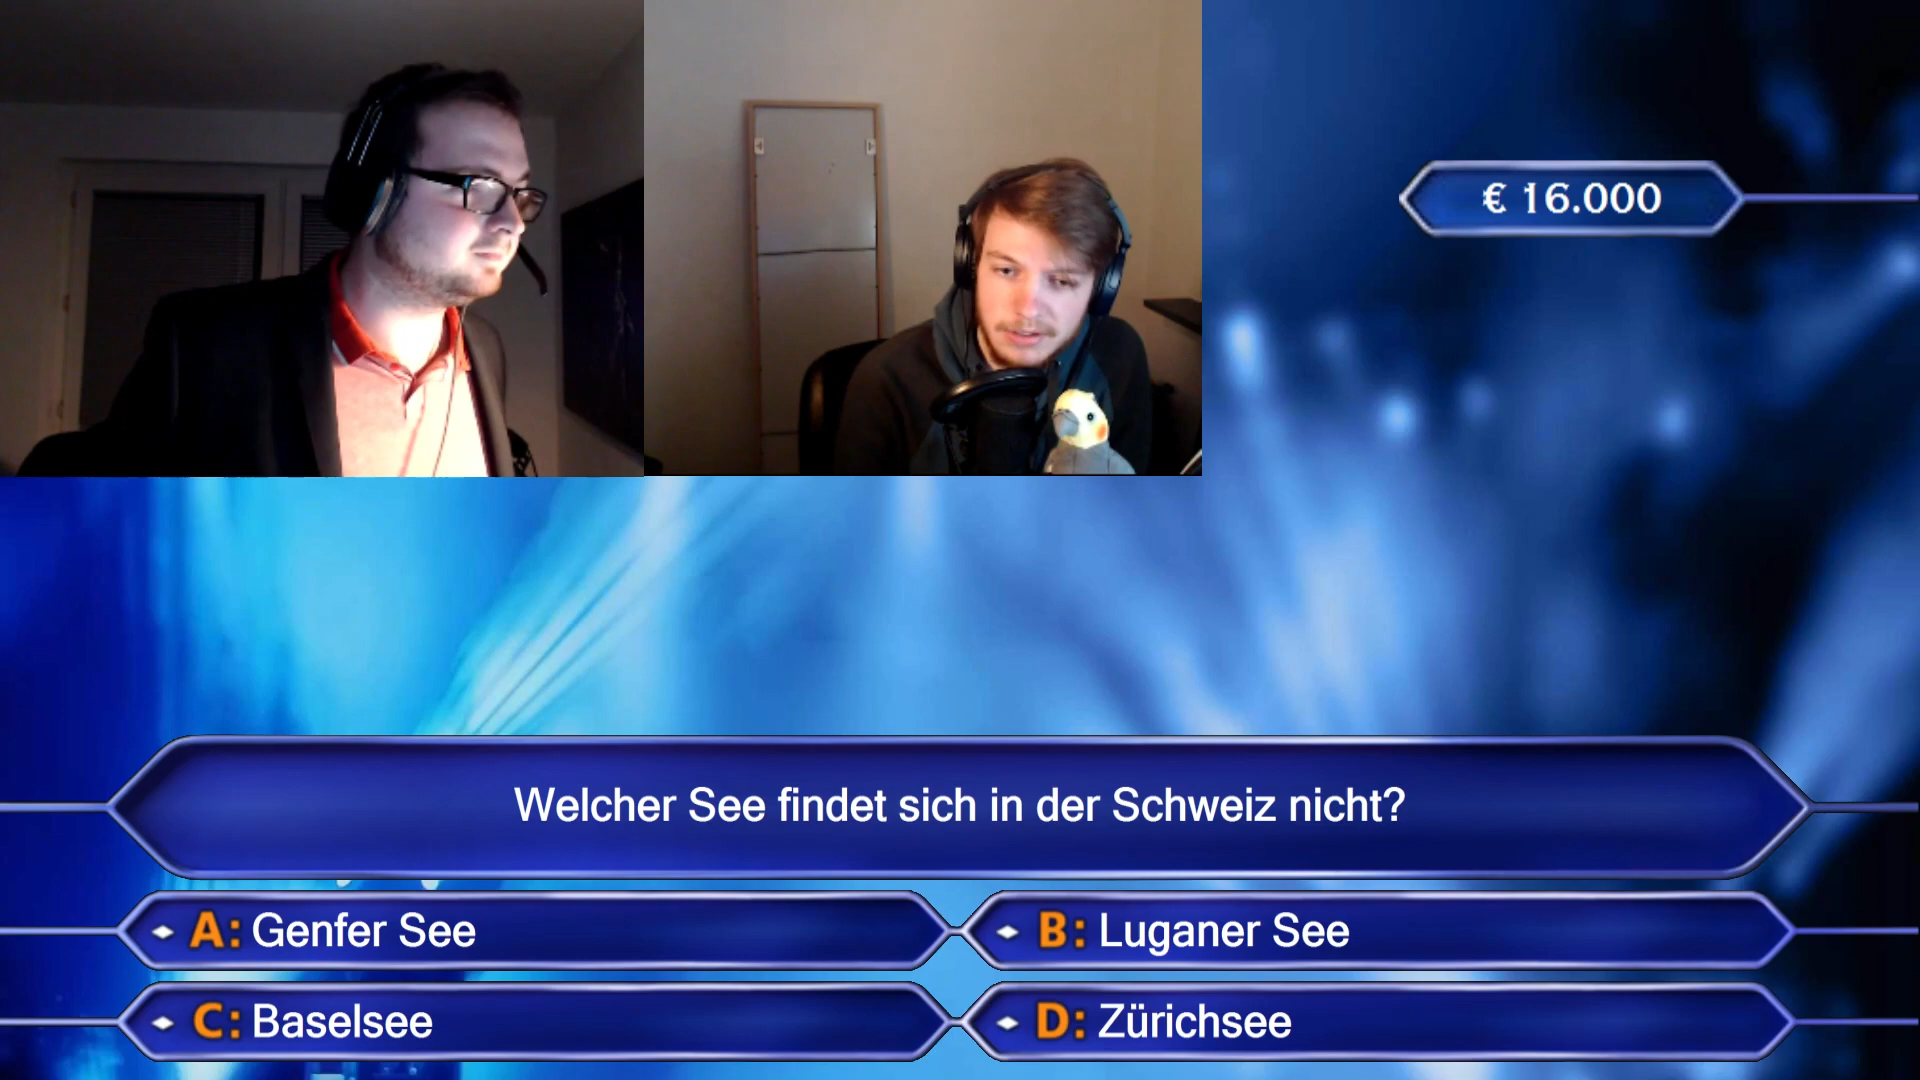 € 16.000
Welcher See findet sich in der Schweiz nicht?
A: Genfer See
B: Luganer See
C: Baselsee
D: Zürichsee